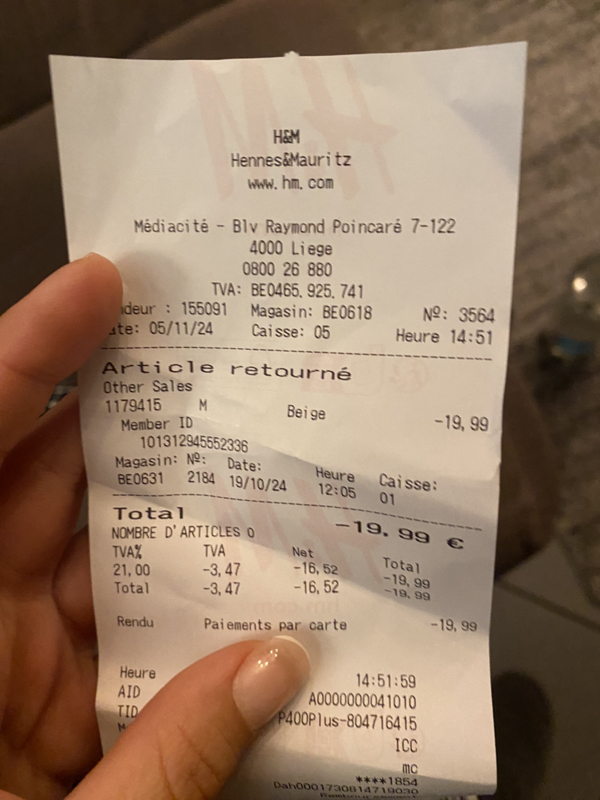 H&M
Hennes&Mauritz
www.hm.com
Médiacité - Blv Raymond Poincaré 7-122
4000 Liege
0800 26 880
TVA: BE0465.925.741
ndeur : 155091 Magasin: BE0618 Nº: 3564
ate: 05/11/24 Caisse: 05 Heure 14:51
Article retourné
Other Sales
1179415 M Beige -19,99
Member ID
101312945552336
Magasin: Nº: Date: Heure Caisse:
BE0631 2184 19/10/24 12:05 01
Total -19.99 €
NOMBRE D'ARTICLES 0
TVA% TVA Net Total
21,00 -3,47 -16,52 -19,99
Total -3,47 -16,52 -19,99
Rendu Paiements par carte -19,99
Heure 14:51:59
AID A0000000041010
TID P400Plus-804716415
ICC
mc
****1854
Dah0001730814719030